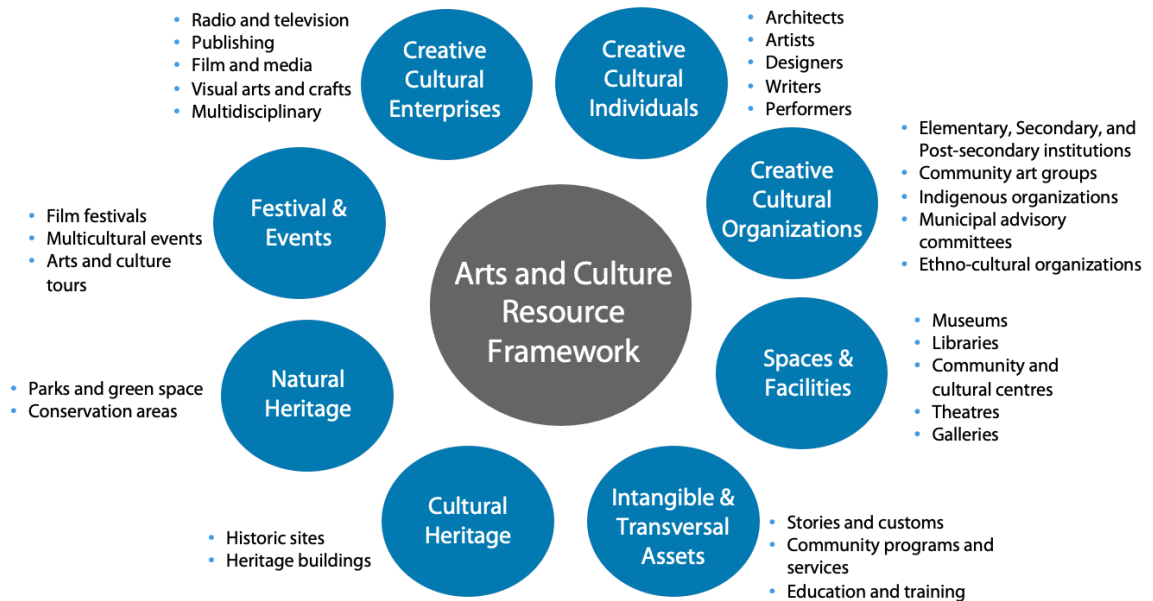 Arts and Culture
Resource
Framework
Creative
Cultural
Enterprises
• Radio and television
• Publishing
• Film and media
• Visual arts and crafts
• Multidisciplinary
Creative
Cultural
Individuals
• Architects
• Artists
• Designers
• Writers
• Performers
Creative
Cultural
Organizations
• Elementary, Secondary, and
Post-secondary institutions
• Community art groups
• Indigenous organizations
• Municipal advisory
committees
• Ethno-cultural organizations
Spaces &
Facilities
• Museums
• Libraries
• Community and
cultural centres
• Theatres
• Galleries
Intangible &
Transversal
Assets
• Stories and customs
• Community programs and
services
• Education and training
Cultural
Heritage
• Historic sites
• Heritage buildings
Natural
Heritage
• Parks and green space
• Conservation areas
Festival &
Events
• Film festivals
• Multicultural events
• Arts and culture
tours